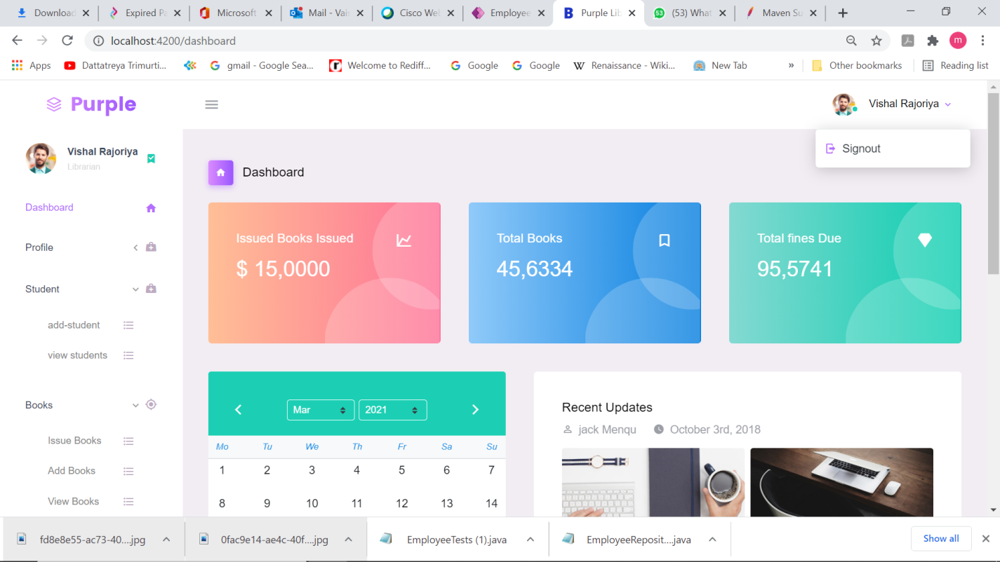 Download
Expired Pa
Microsoft
Mail - Vais
Cisco Web
Employee
Purple Lib
(53) What
Maven Su
localhost:4200/dashboard
m
Apps
Dattatreya Trimurti...
gmail - Google Sea...
Welcome to Rediff...
Google
Google
Renaissance - Wiki...
New Tab
»
Other bookmarks
Reading list
Purple
Vishal Rajoriya
Signout
Vishal Rajoriya
Librarian
Dashboard
Profile
Student
add-student
view students
Books
Issue Books
Add Books
View Books
Dashboard
Issued Books Issued
$ 15,0000
Total Books
45,6334
Total fines Due
95,5741
Mar 2021
Mo Tu We Th Fr Sa Su
1 2 3 4 5 6 7
8 9 10 11 12 13 14
Recent Updates
jack Menqu October 3rd, 2018
fd8e8e55-ac73-40....jpg
0fac9e14-ae4c-40f....jpg
EmployeeTests (1).java
EmployeeReposit....java
Show all